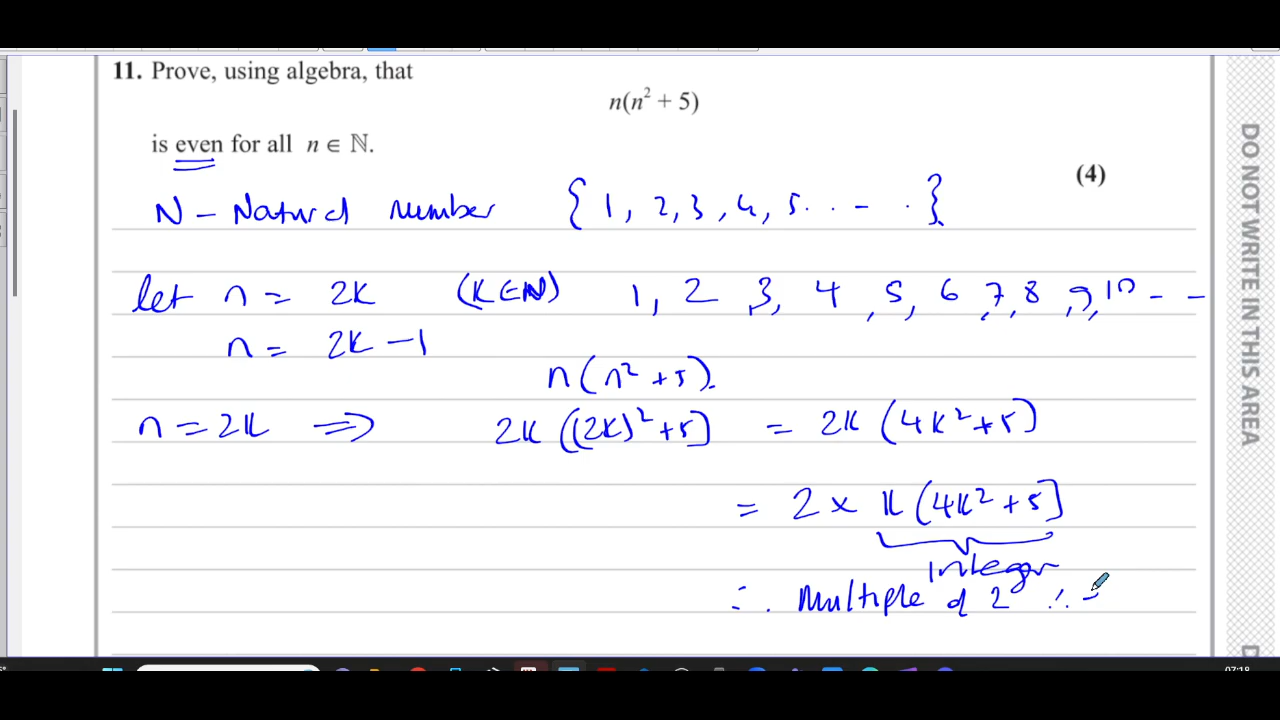 11. Prove, using algebra, that
n(n² + 5)
is even for all n ∈ ℕ.
(4)
N - Natural number { 1, 2, 3, 4, 5. . - . }
let n = 2K (K∈N) 1, 2 3, 4, 5, 6, 7, 8, 9, 10 - -
n = 2K - 1
n(n² + 5).
n = 2K ⇒ 2K((2K)² + 5) = 2K(4K² + 5)
= 2 × K(4K² + 5)
Integer
∴ Multiple of 2 ∴
DO NOT WRITE IN THIS AREA
D
07:18